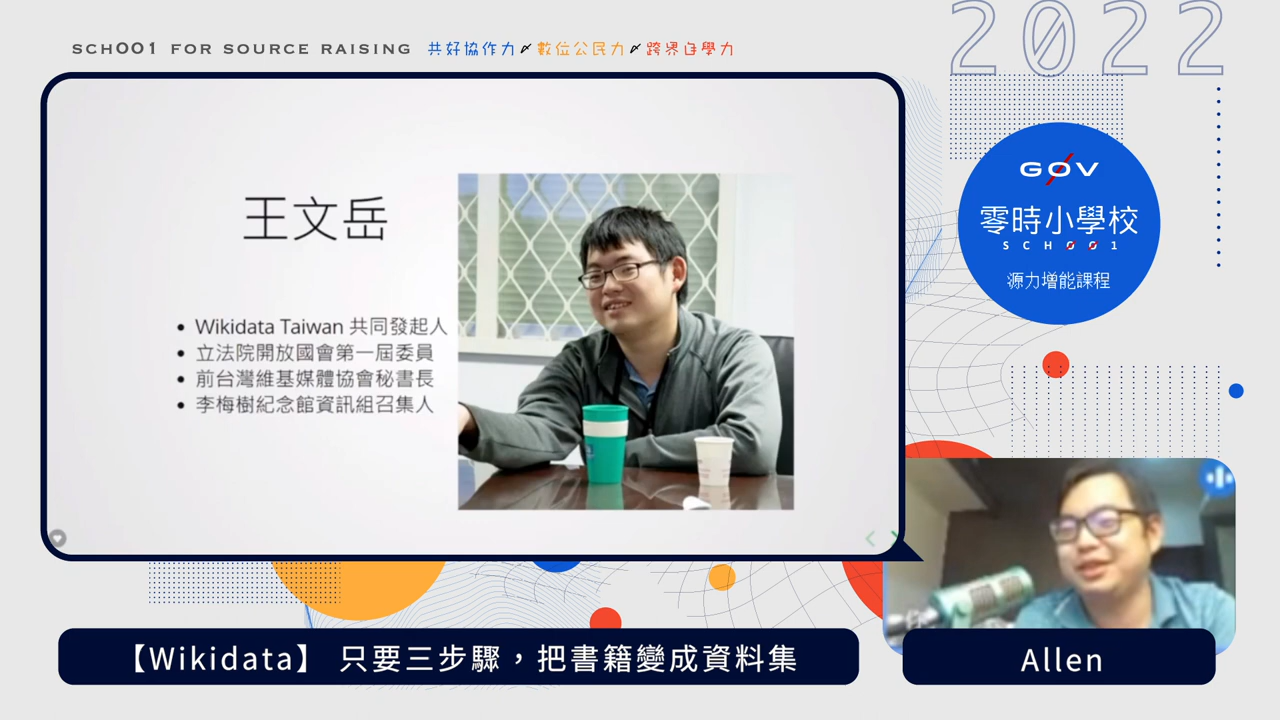 2022
SCHOO1 FOR SOURCE RAISING 共好協作力 數位公民力 跨界自學力
GOV
零時小學校
SCHOO1
源力增能課程
王文岳
• Wikidata Taiwan 共同發起人
• 立法院開放國會第一屆委員
• 前台灣維基媒體協會秘書長
• 李梅樹紀念館資訊組召集人
【Wikidata】 只要三步驟，把書籍變成資料集
Allen